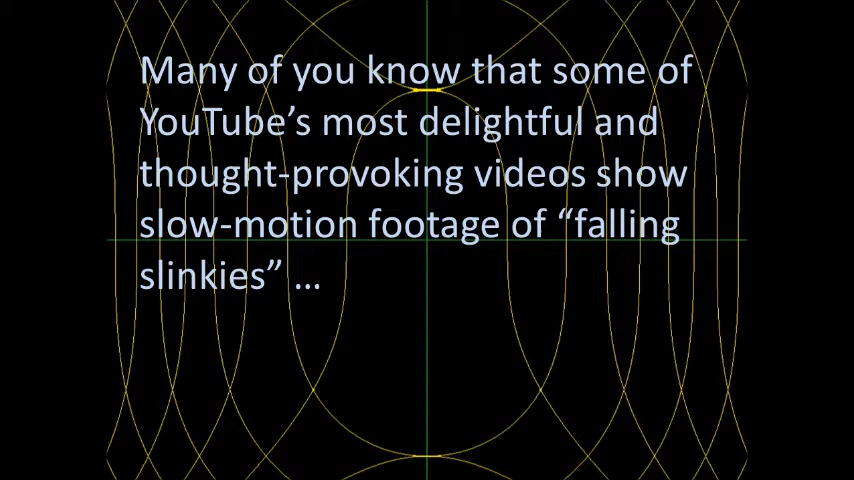 Many of you know that some of
YouTube’s most delightful and
thought-provoking videos show
slow-motion footage of “falling
slinkies” …